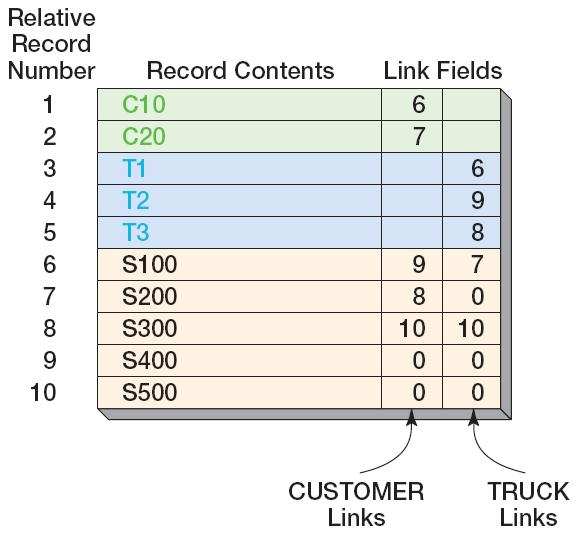 Relative
Record
Number Record Contents Link Fields
1 C10 6
2 C20 7
3 T1 6
4 T2 9
5 T3 8
6 S100 9 7
7 S200 8 0
8 S300 10 10
9 S400 0 0
10 S500 0 0
CUSTOMER TRUCK
Links Links